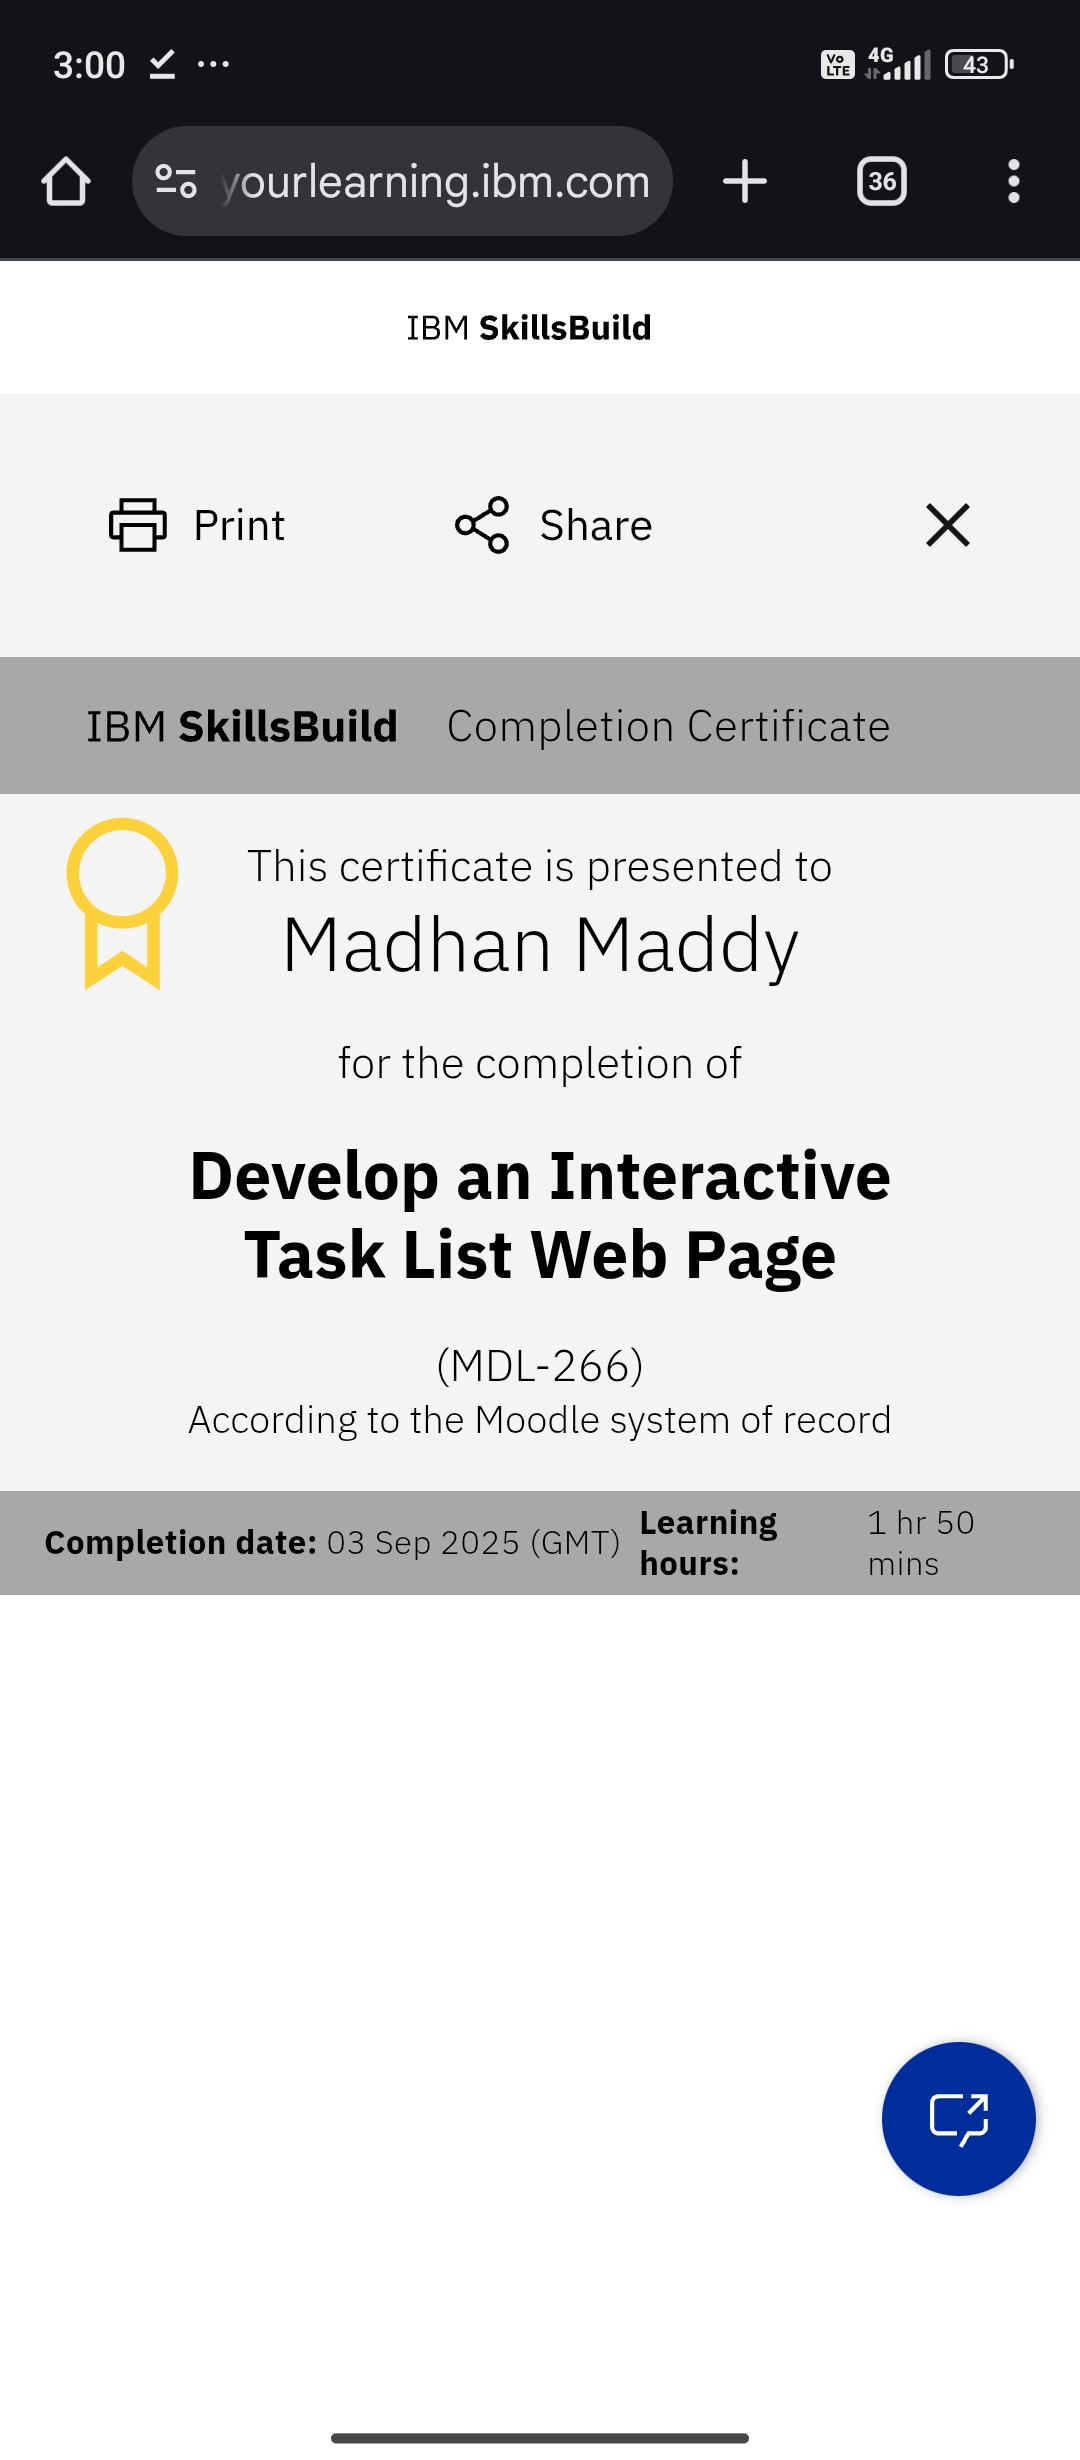 3:00
Vo LTE 4G 43
yourlearning.ibm.com
36
IBM SkillsBuild
Print Share
IBM SkillsBuild Completion Certificate
This certificate is presented to
Madhan Maddy
for the completion of
Develop an Interactive
Task List Web Page
(MDL-266)
According to the Moodle system of record
Completion date: 03 Sep 2025 (GMT) Learning hours: 1 hr 50 mins